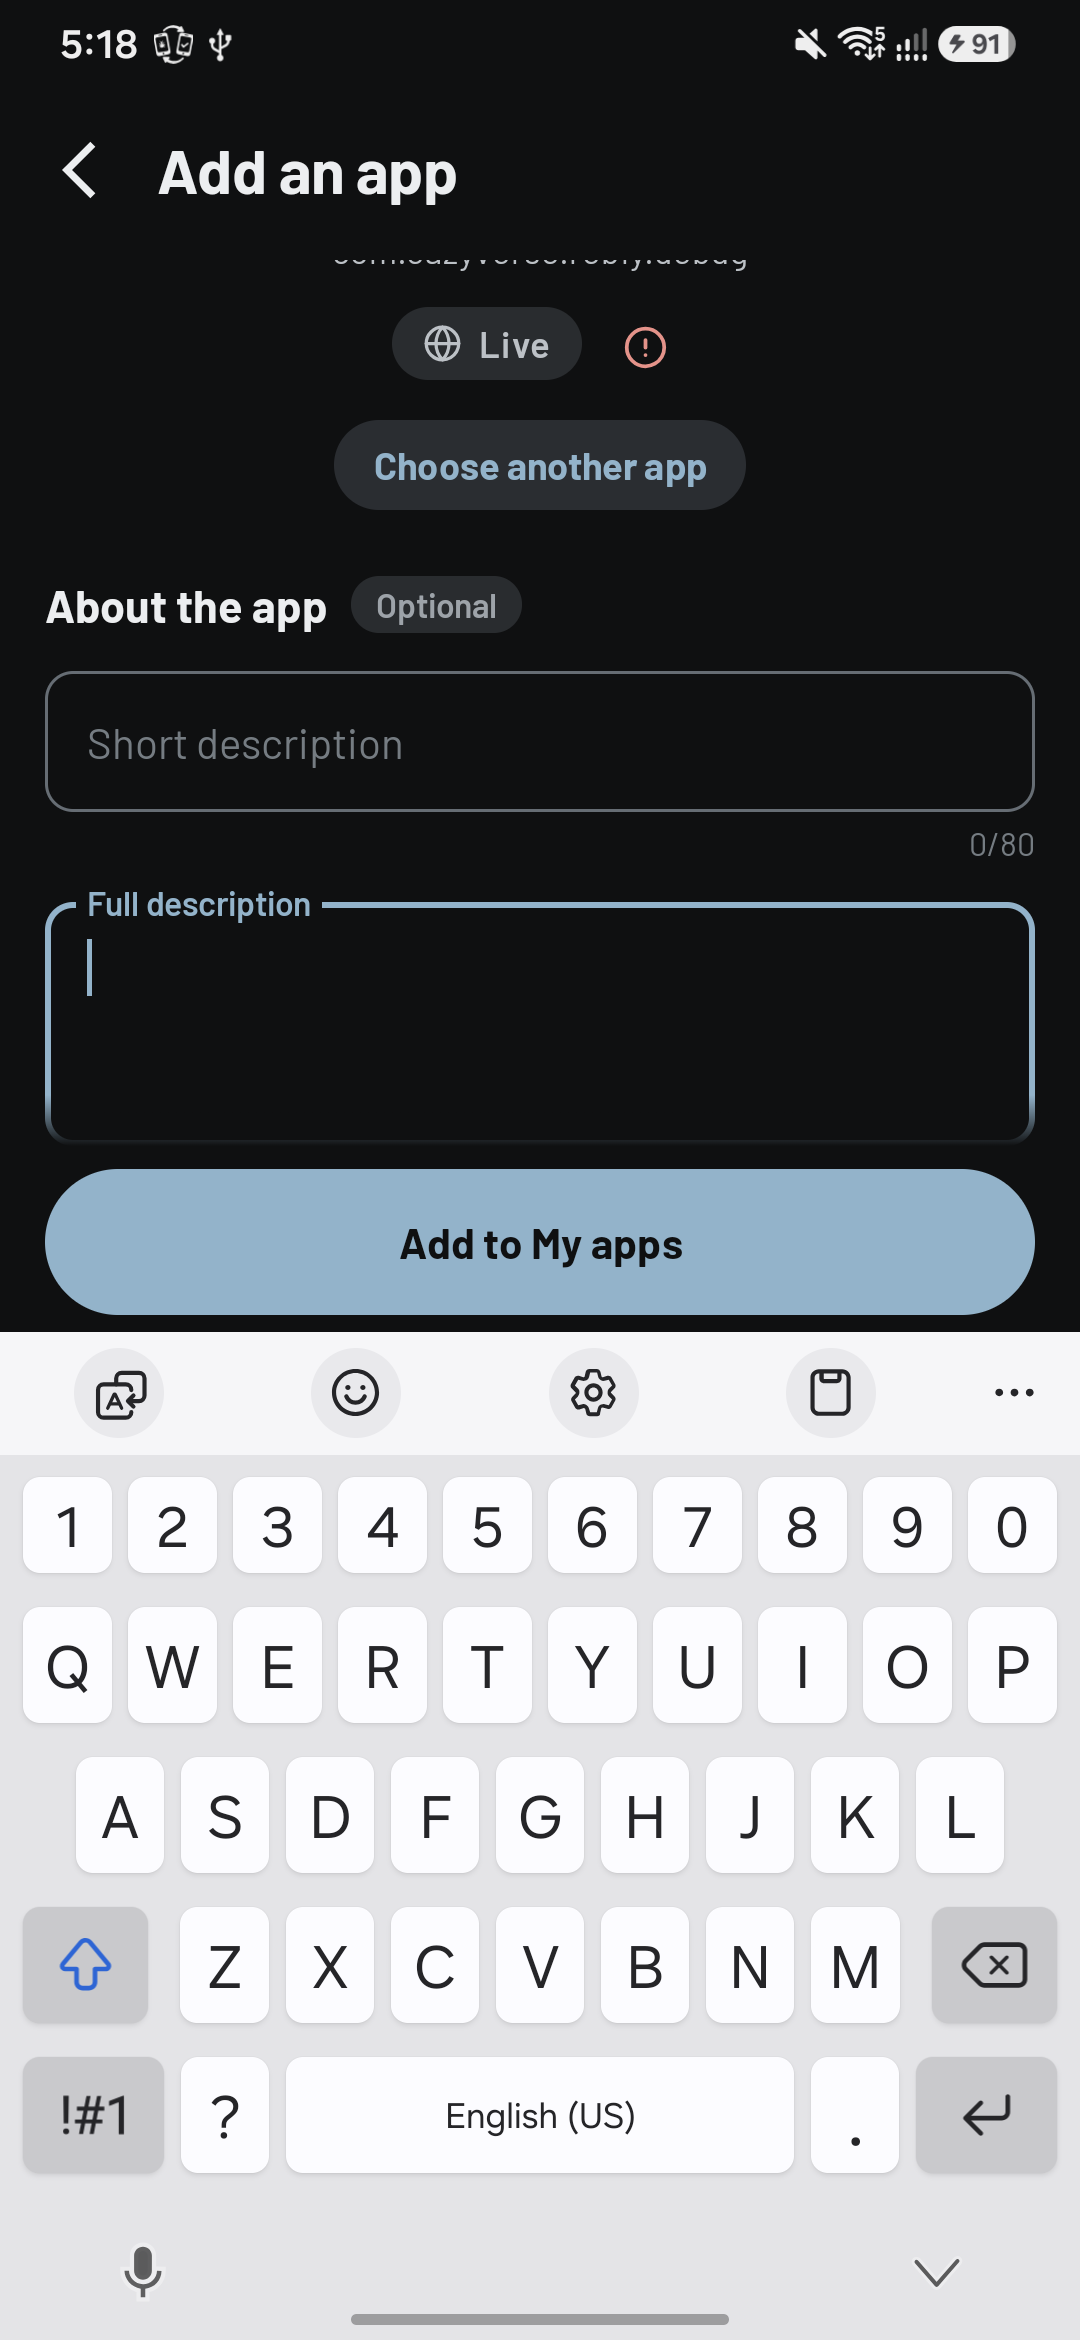 5:18
5
91
Add an app
Live
Choose another app
About the app
Optional
Short description
0/80
Full description
Add to My apps
1 2 3 4 5 6 7 8 9 0
Q W E R T Y U I O P
A S D F G H J K L
Z X C V B N M
!#1 ? English (US) .